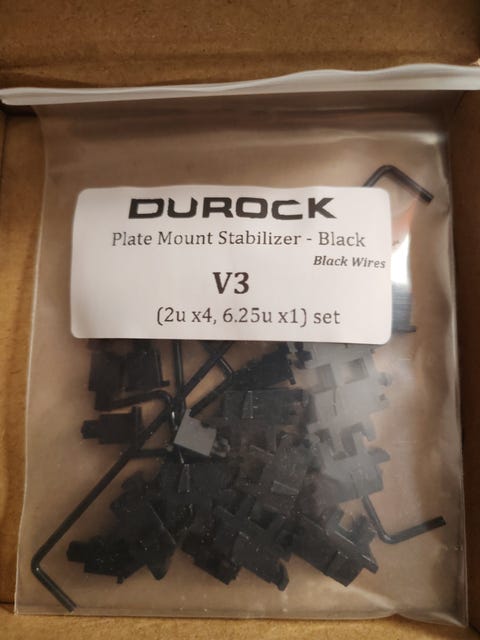 DUROCK
Plate Mount Stabilizer - Black
Black Wires
V3
(2u x4, 6.25u x1) set